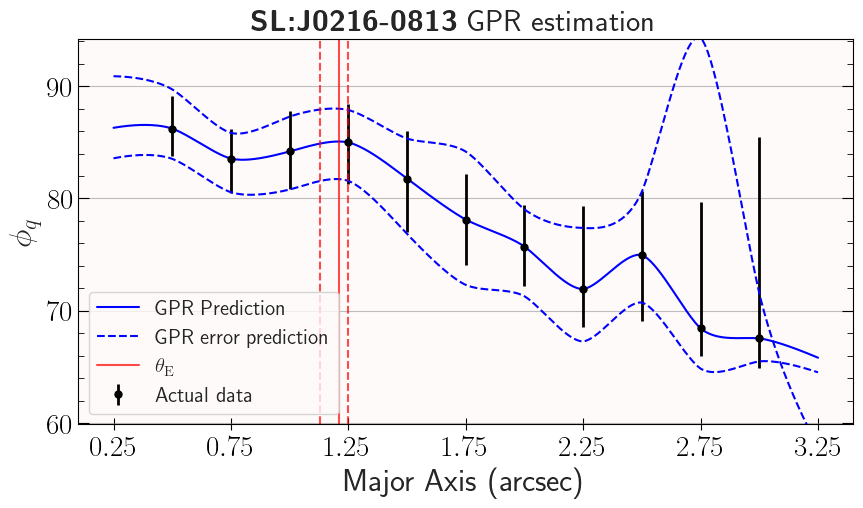 SL:J0216-0813 GPR estimation
90
80
70
60
ϕq
GPR Prediction
GPR error prediction
θE
Actual data
0.25 0.75 1.25 1.75 2.25 2.75 3.25
Major Axis (arcsec)